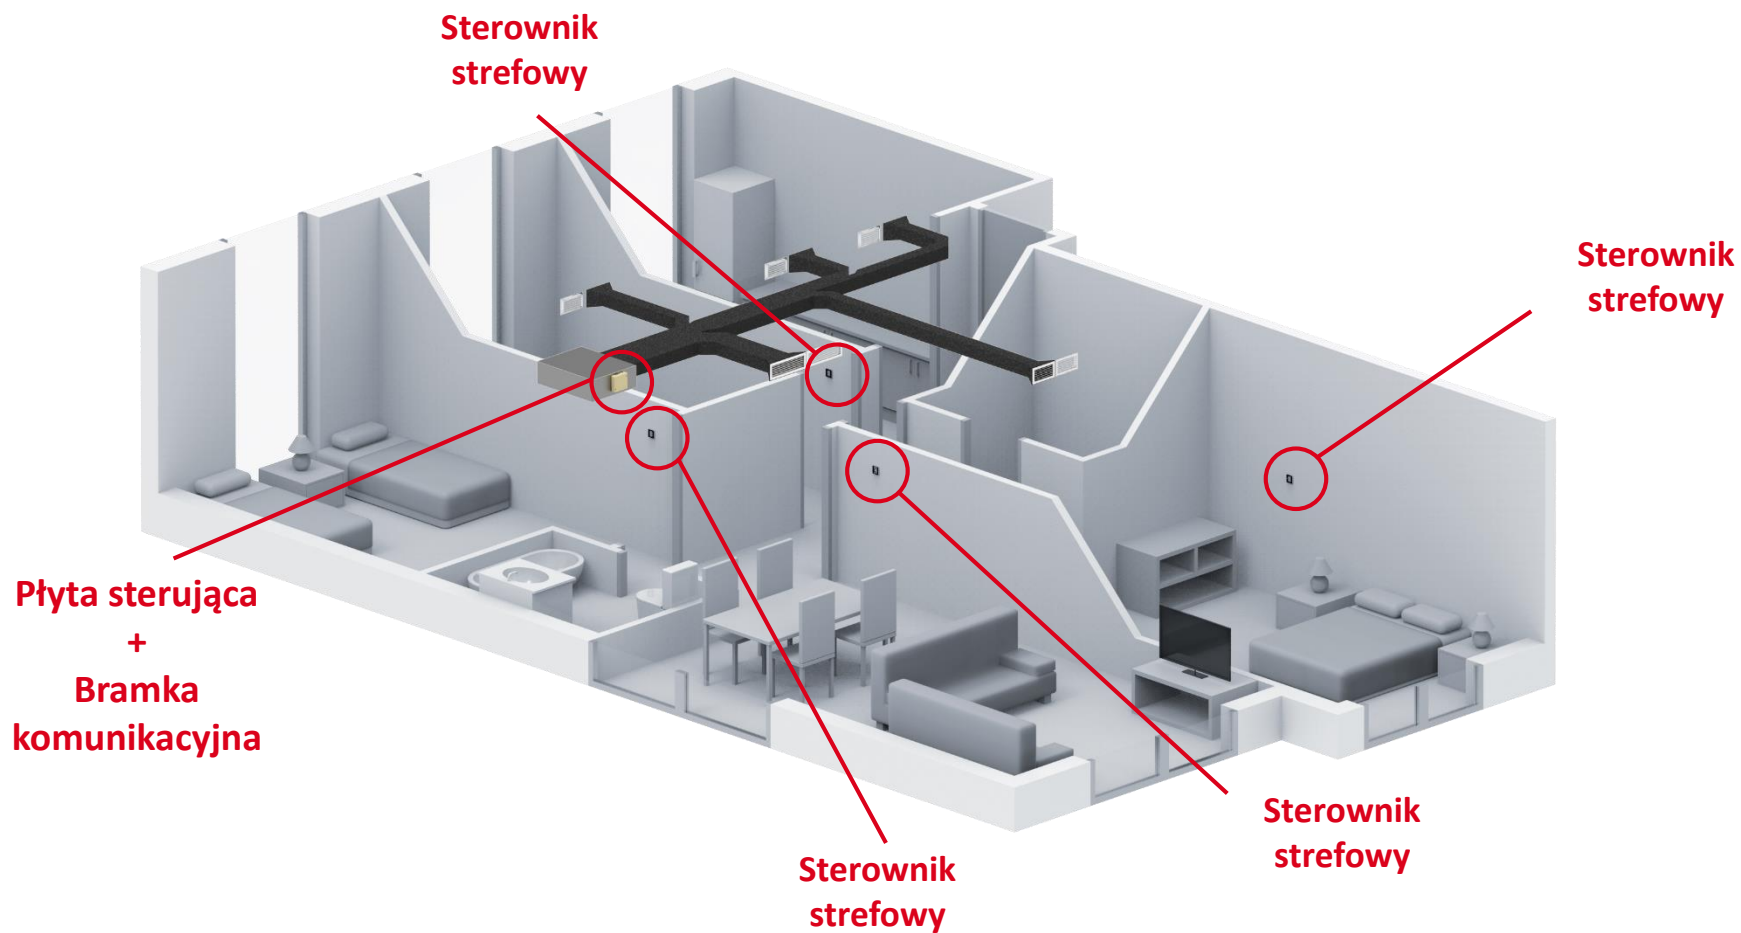 Sterownik
strefowy
Sterownik
strefowy
Płyta sterująca
+
Bramka
komunikacyjna
Sterownik
strefowy
Sterownik
strefowy